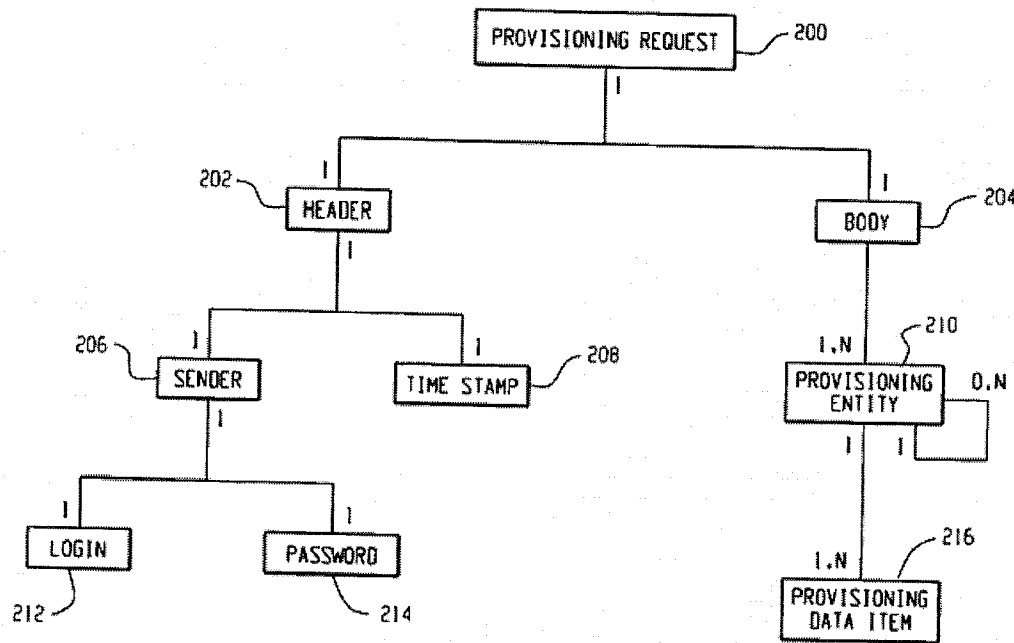 PROVISIONING REQUEST
200
1
1
202
HEADER
1
1
204
BODY
1
206
SENDER
1
1
208
TIME STAMP
1.N
210
PROVISIONING
ENTITY
0.N
1
1
1
LOGIN
212
1
PASSWORD
214
1.N
216
PROVISIONING
DATA ITEM